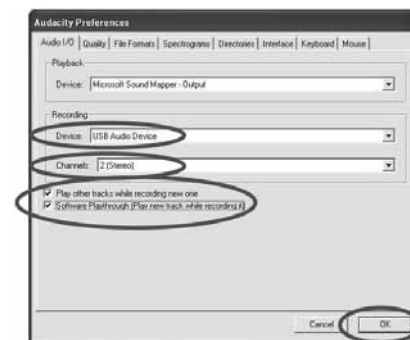 Audacity Preferences
Audio I/O Quality File Formats Spectrograms Directories Interface Keyboard Mouse
Playback
Device: Microsoft Sound Mapper - Output
Recording
Device: USB Audio Device
Channels: 2 (Stereo)
Play other tracks while recording new one
Software Playthrough (Play new track while recording it)
Cancel OK